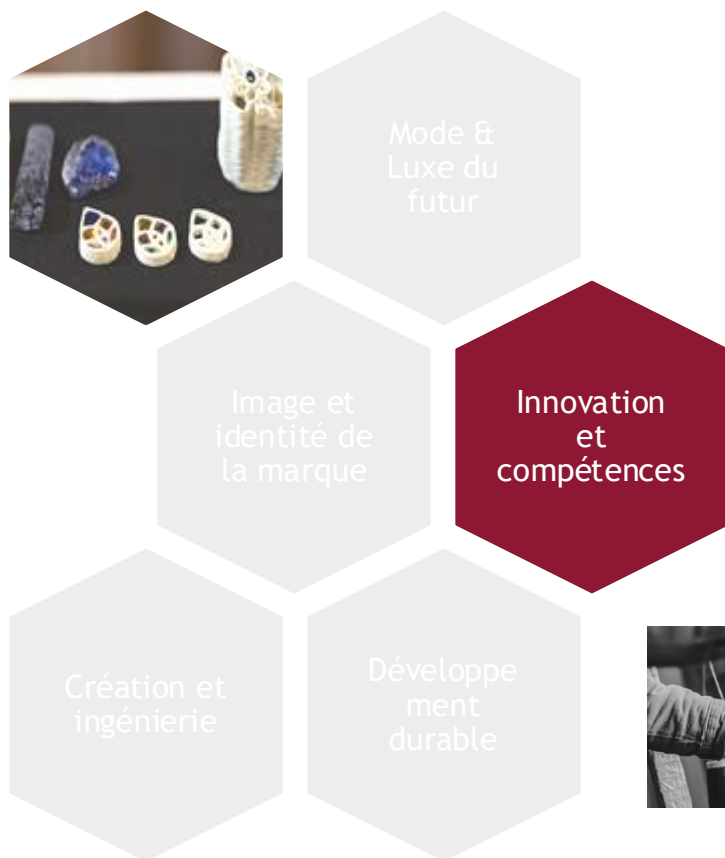 Mode &
Luxe du
futur
Image et
identité de
la marque
Innovation
et
compétences
Création et
ingénierie
Développe
ment
durable